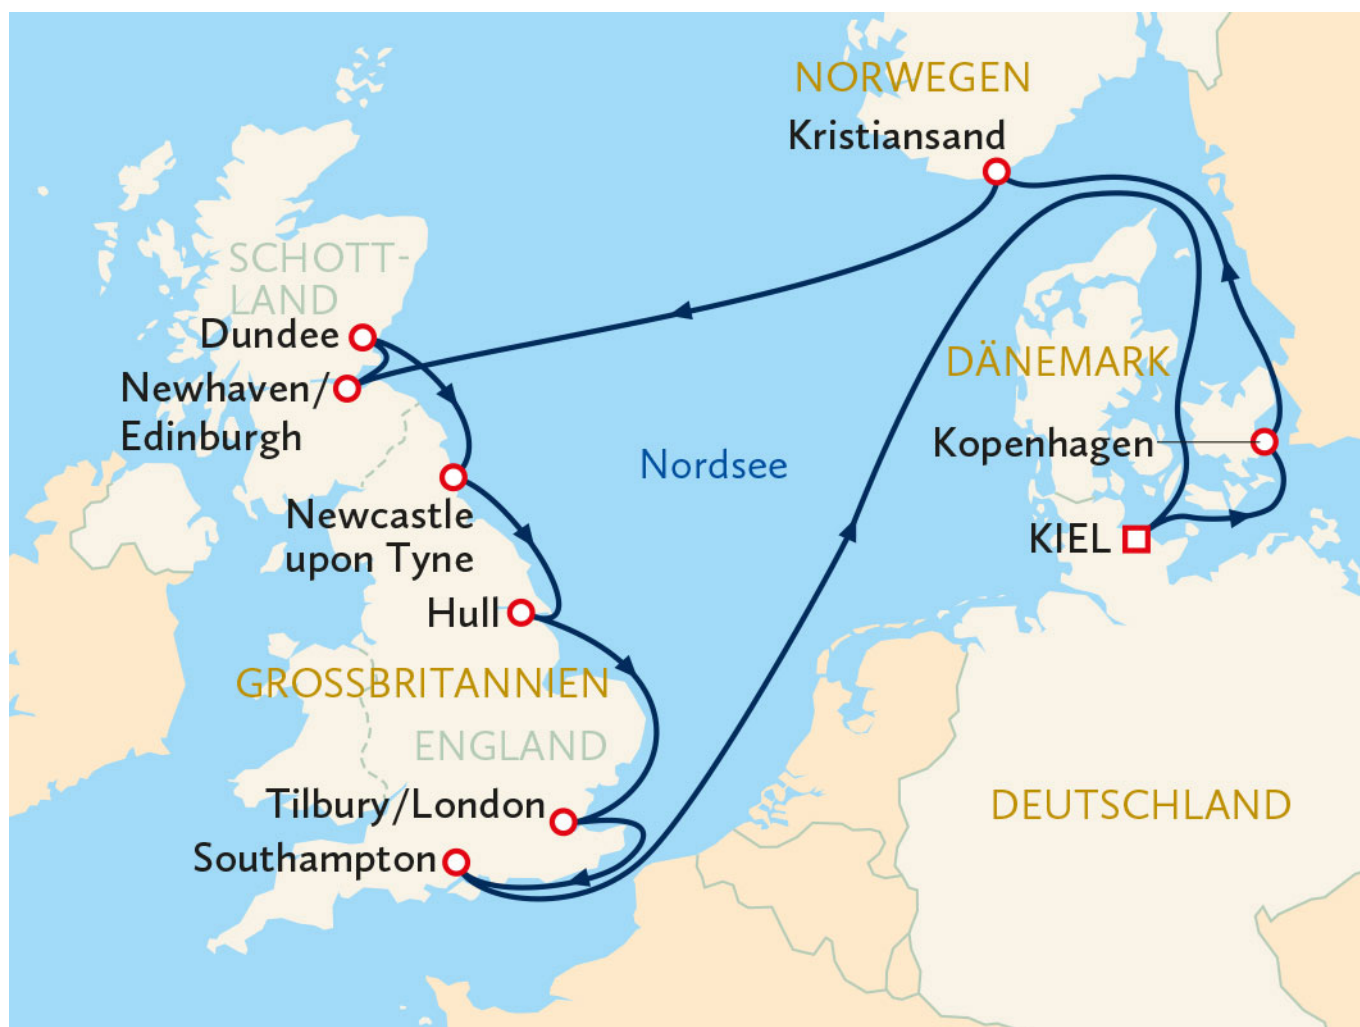 NORWEGEN
Kristiansand
SCHOTT-
LAND
Dundee
Newhaven/
Edinburgh
DÄNEMARK
Kopenhagen
Nordsee
Newcastle
upon Tyne
KIEL
Hull
GROSSBRITANNIEN
ENGLAND
Tilbury/London
DEUTSCHLAND
Southampton